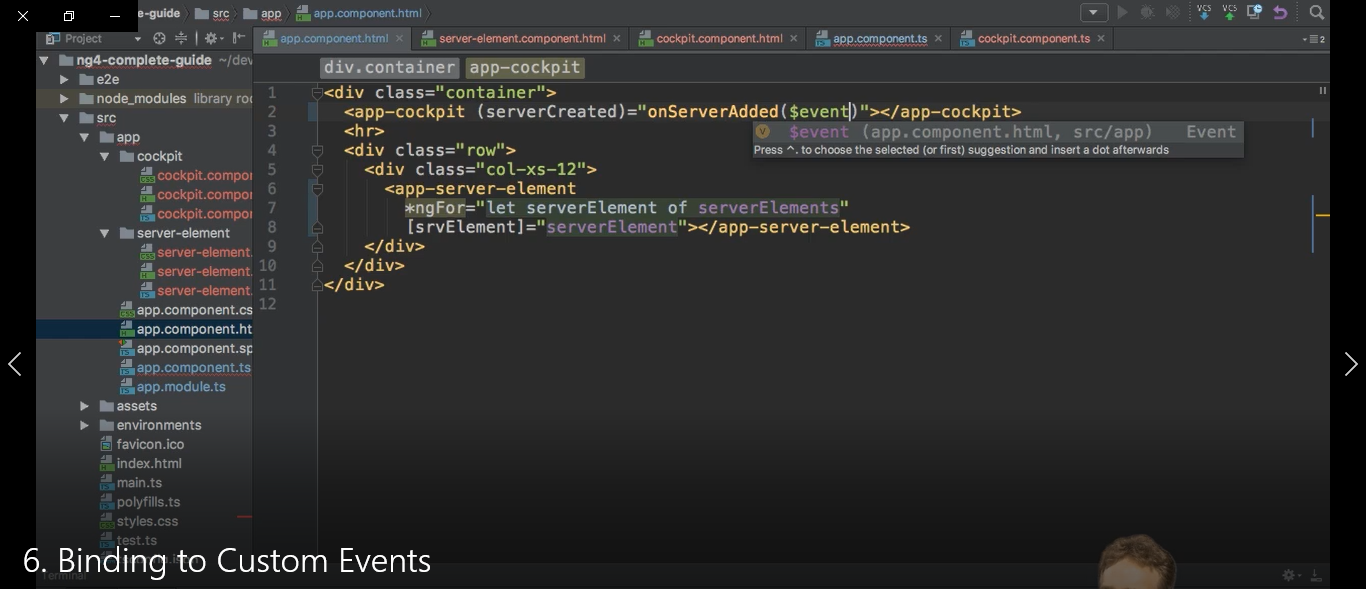 e-guide src app app.component.html
VCS VCS
Project app.component.html server-element.component.html cockpit.component.html app.component.ts cockpit.component.ts 2
ng4-complete-guide ~/dev
e2e
node_modules library roo
src
app
cockpit
cockpit.compo
cockpit.compo
cockpit.compo
server-element
server-element.
server-element.
server-element.
app.component.cs
app.component.ht
app.component.sp
app.component.ts
app.module.ts
assets
environments
favicon.ico
index.html
main.ts
polyfills.ts
styles.css
test.ts
div.container app-cockpit
1 <div class="container">
2 <app-cockpit (serverCreated)="onServerAdded($event)"></app-cockpit>
3 <hr>
4 <div class="row">
5 <div class="col-xs-12">
6 <app-server-element
7 *ngFor="let serverElement of serverElements"
8 [srvElement]="serverElement"></app-server-element>
9 </div>
10 </div>
11 </div>
12
V $event (app.component.html, src/app) Event
Press ^. to choose the selected (or first) suggestion and insert a dot afterwards
6. Binding to Custom Events
Terminal